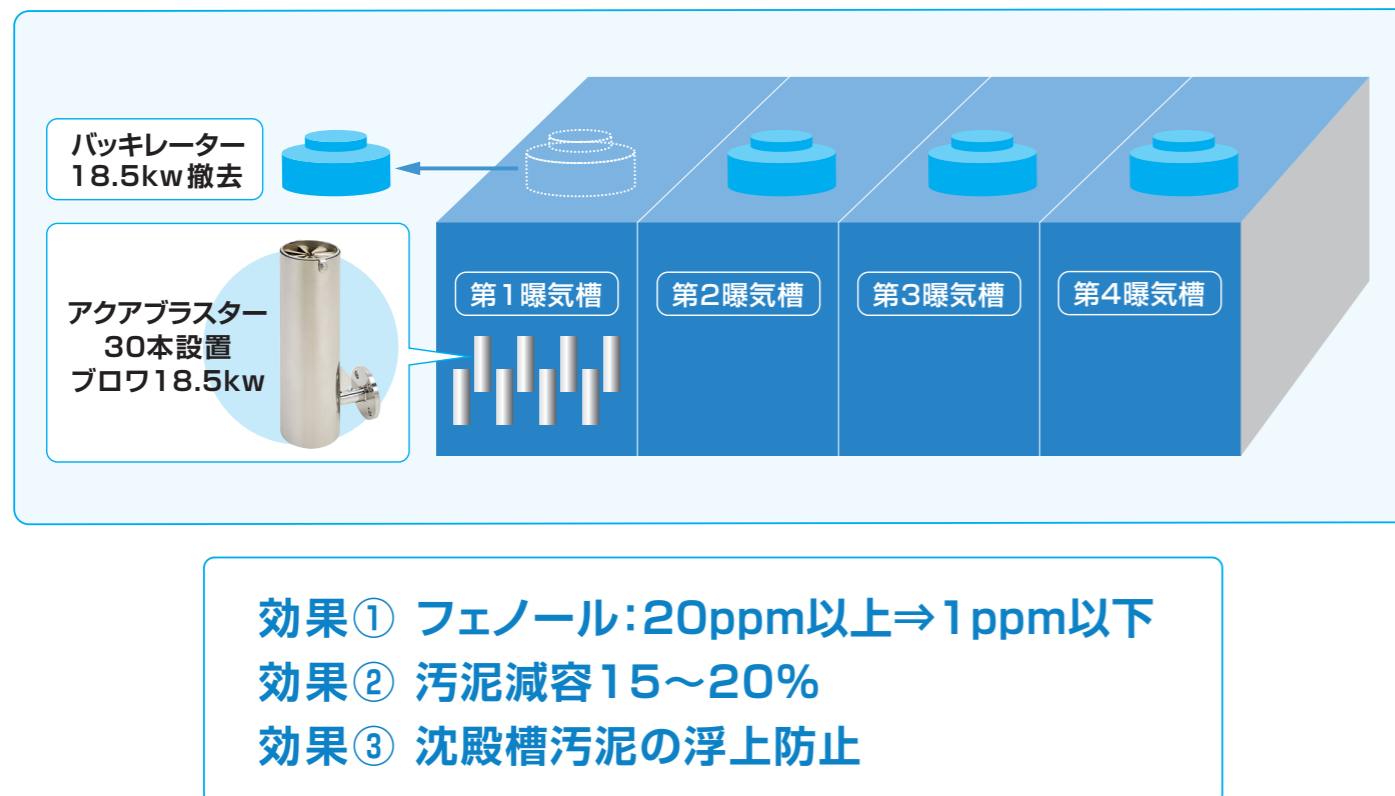 バッキレーター
18.5kw撤去
アクアブラスター
30本設置
ブロワ18.5kw
第1曝気槽
第2曝気槽
第3曝気槽
第4曝気槽
効果① フェノール：20ppm以上⇒1ppm以下
効果② 汚泥減容15〜20%
効果③ 沈殿槽汚泥の浮上防止